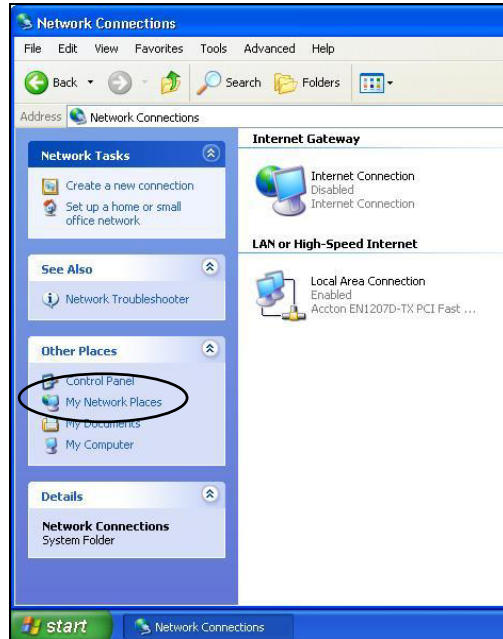 Network Connections
File Edit View Favorites Tools Advanced Help
Back Search Folders
Address Network Connections
Network Tasks
Create a new connection
Set up a home or small
office network
See Also
Network Troubleshooter
Other Places
Control Panel
My Network Places
My Documents
My Computer
Details
Network Connections
System Folder
Internet Gateway
Internet Connection
Disabled
Internet Connection
LAN or High-Speed Internet
Local Area Connection
Enabled
Accton EN1207D-TX PCI Fast ...
start Network Connections